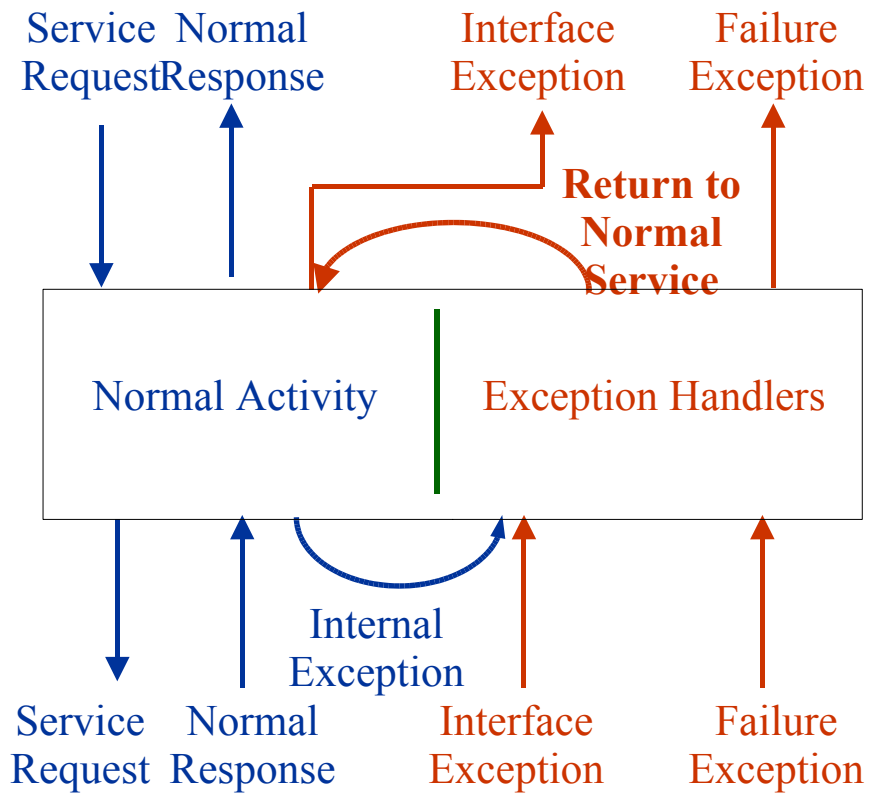 Service Normal Interface Failure
RequestResponse Exception Exception
Return to
Normal
Service
Normal Activity Exception Handlers
Internal
Exception
Service Normal Interface Failure
Request Response Exception Exception